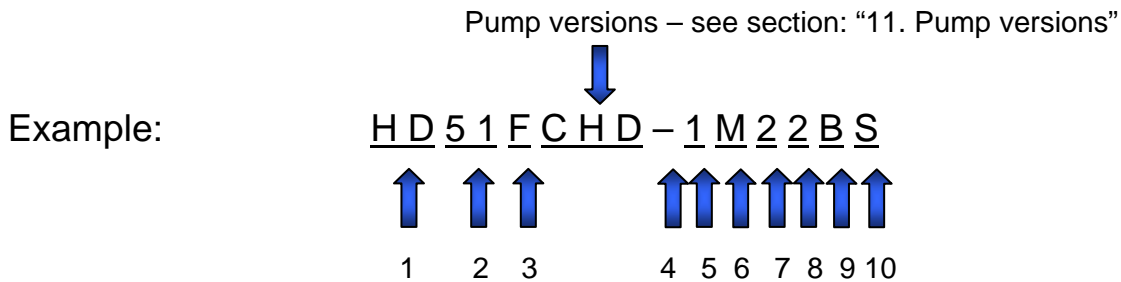 Pump versions – see section: “11. Pump versions”
Example: H D 5 1 F C H D – 1 M 2 2 B S
1 2 3 4 5 6 7 8 9 10